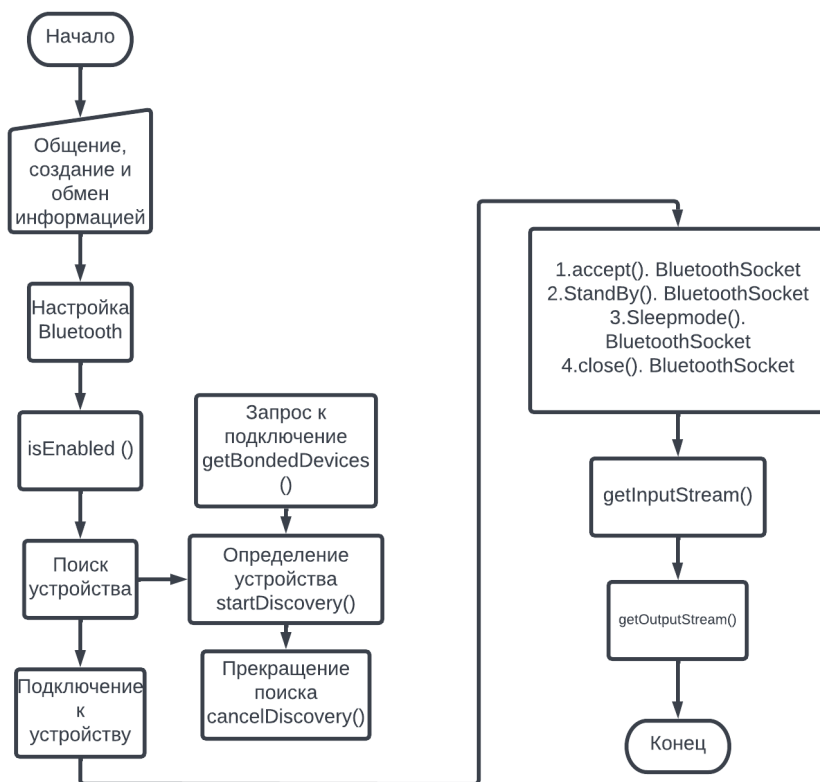 Начало
Общение,
создание и
обмен
информацией
Настройка
Bluetooth
isEnabled ()
Поиск
устройства
Подключение
к
устройству
Запрос к
подключение
getBondedDevices
()
Определение
устройства
startDiscovery()
Прекращение
поиска
cancelDiscovery()
1.accept(). BluetoothSocket
2.StandBy(). BluetoothSocket
3.Sleepmode().
BluetoothSocket
4.close(). BluetoothSocket
getInputStream()
getOutputStream()
Конец